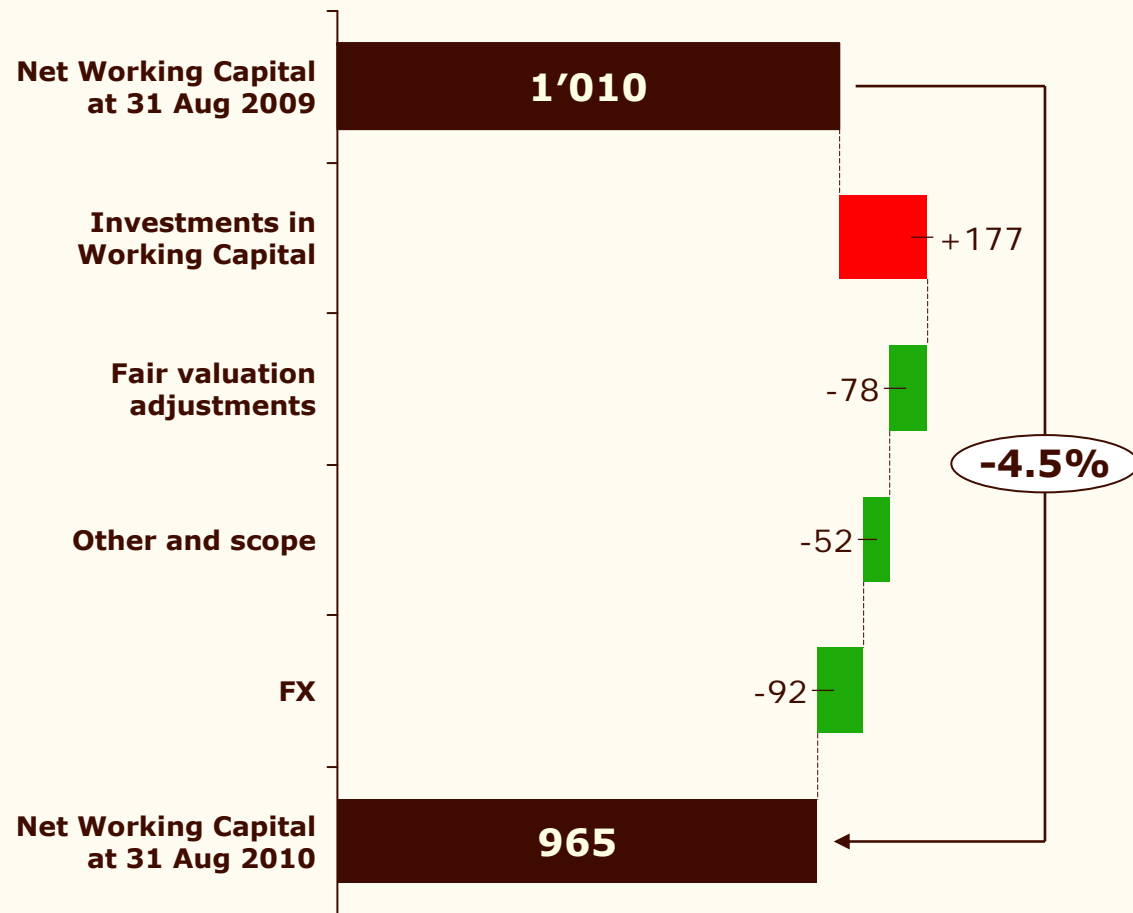 Net Working Capital
at 31 Aug 2009
1’010
Investments in
Working Capital
+177
Fair valuation
adjustments
-78
-4.5%
Other and scope
-52
FX
-92
Net Working Capital
at 31 Aug 2010
965